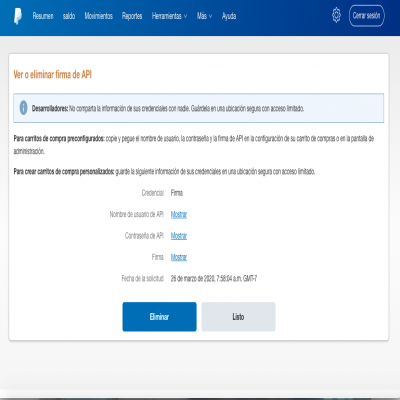 Resumen saldo Movimientos Reportes Herramientas Más Ayuda Cerrar sesión
Ver o eliminar firma de API
Desarrolladores: No comparta la información de sus credenciales con nadie. Guárdela en una ubicación segura con acceso limitado.
Para carritos de compra preconfigurados: copie y pegue el nombre de usuario, la contraseña y la firma de API en la configuración de su carrito de compras o en la pantalla de
administración.
Para crear carritos de compra personalizados: guarde la siguiente información de sus credenciales en una ubicación segura con acceso limitado.
Credencial Firma
Nombre de usuario de API Mostrar
Contraseña de API Mostrar
Firma Mostrar
Fecha de la solicitud 26 de marzo de 2020, 7:58:04 a.m. GMT-7
Eliminar Listo